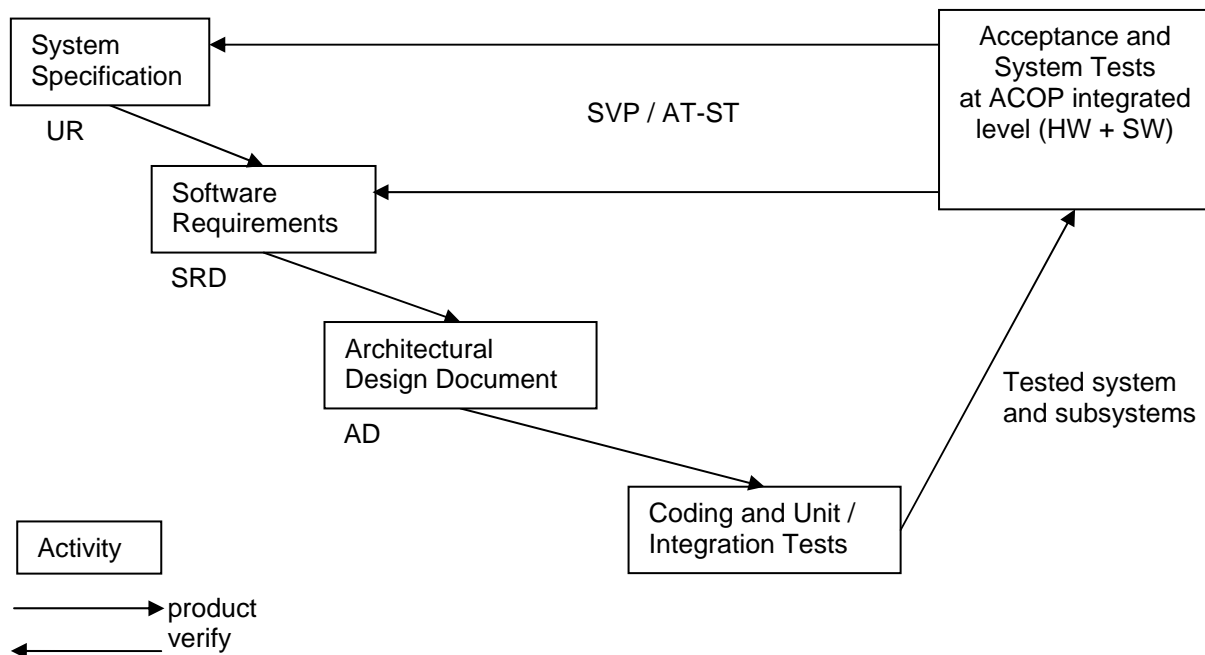 System
Specification
Acceptance and
System Tests
at ACOP integrated
level (HW + SW)
SVP / AT-ST
UR
Software
Requirements
SRD
Architectural
Design Document
AD
Tested system
and subsystems
Coding and Unit /
Integration Tests
Activity
product
verify